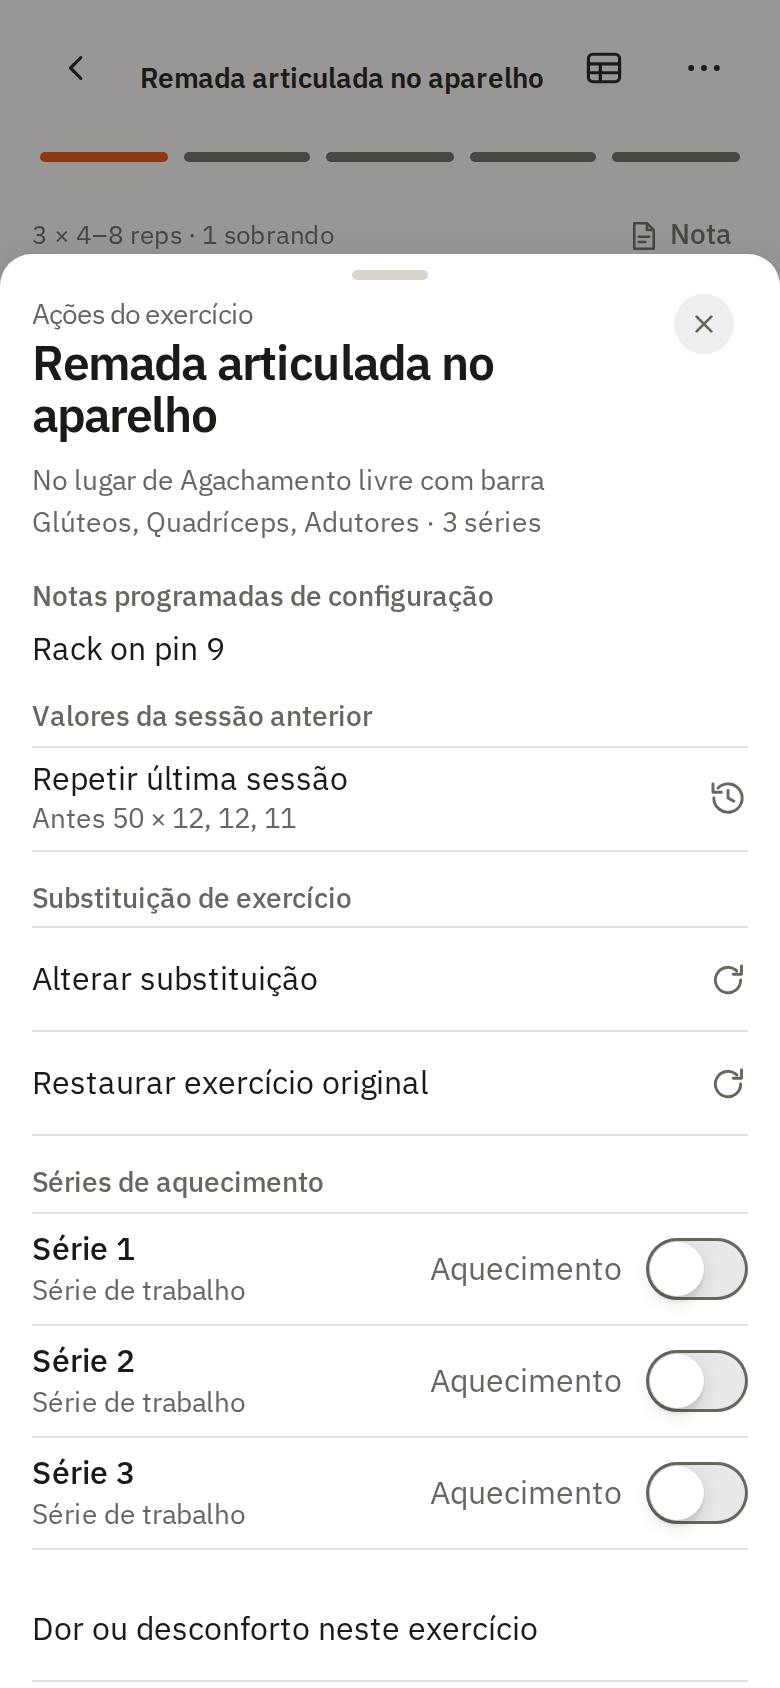 Remada articulada no aparelho
3 × 4–8 reps · 1 sobrando
Nota
Ações do exercício
Remada articulada no
aparelho
No lugar de Agachamento livre com barra
Glúteos, Quadríceps, Adutores · 3 séries
Notas programadas de configuração
Rack on pin 9
Valores da sessão anterior
Repetir última sessão
Antes 50 × 12, 12, 11
Substituição de exercício
Alterar substituição
Restaurar exercício original
Séries de aquecimento
Série 1
Série de trabalho
Aquecimento
Série 2
Série de trabalho
Aquecimento
Série 3
Série de trabalho
Aquecimento
Dor ou desconforto neste exercício